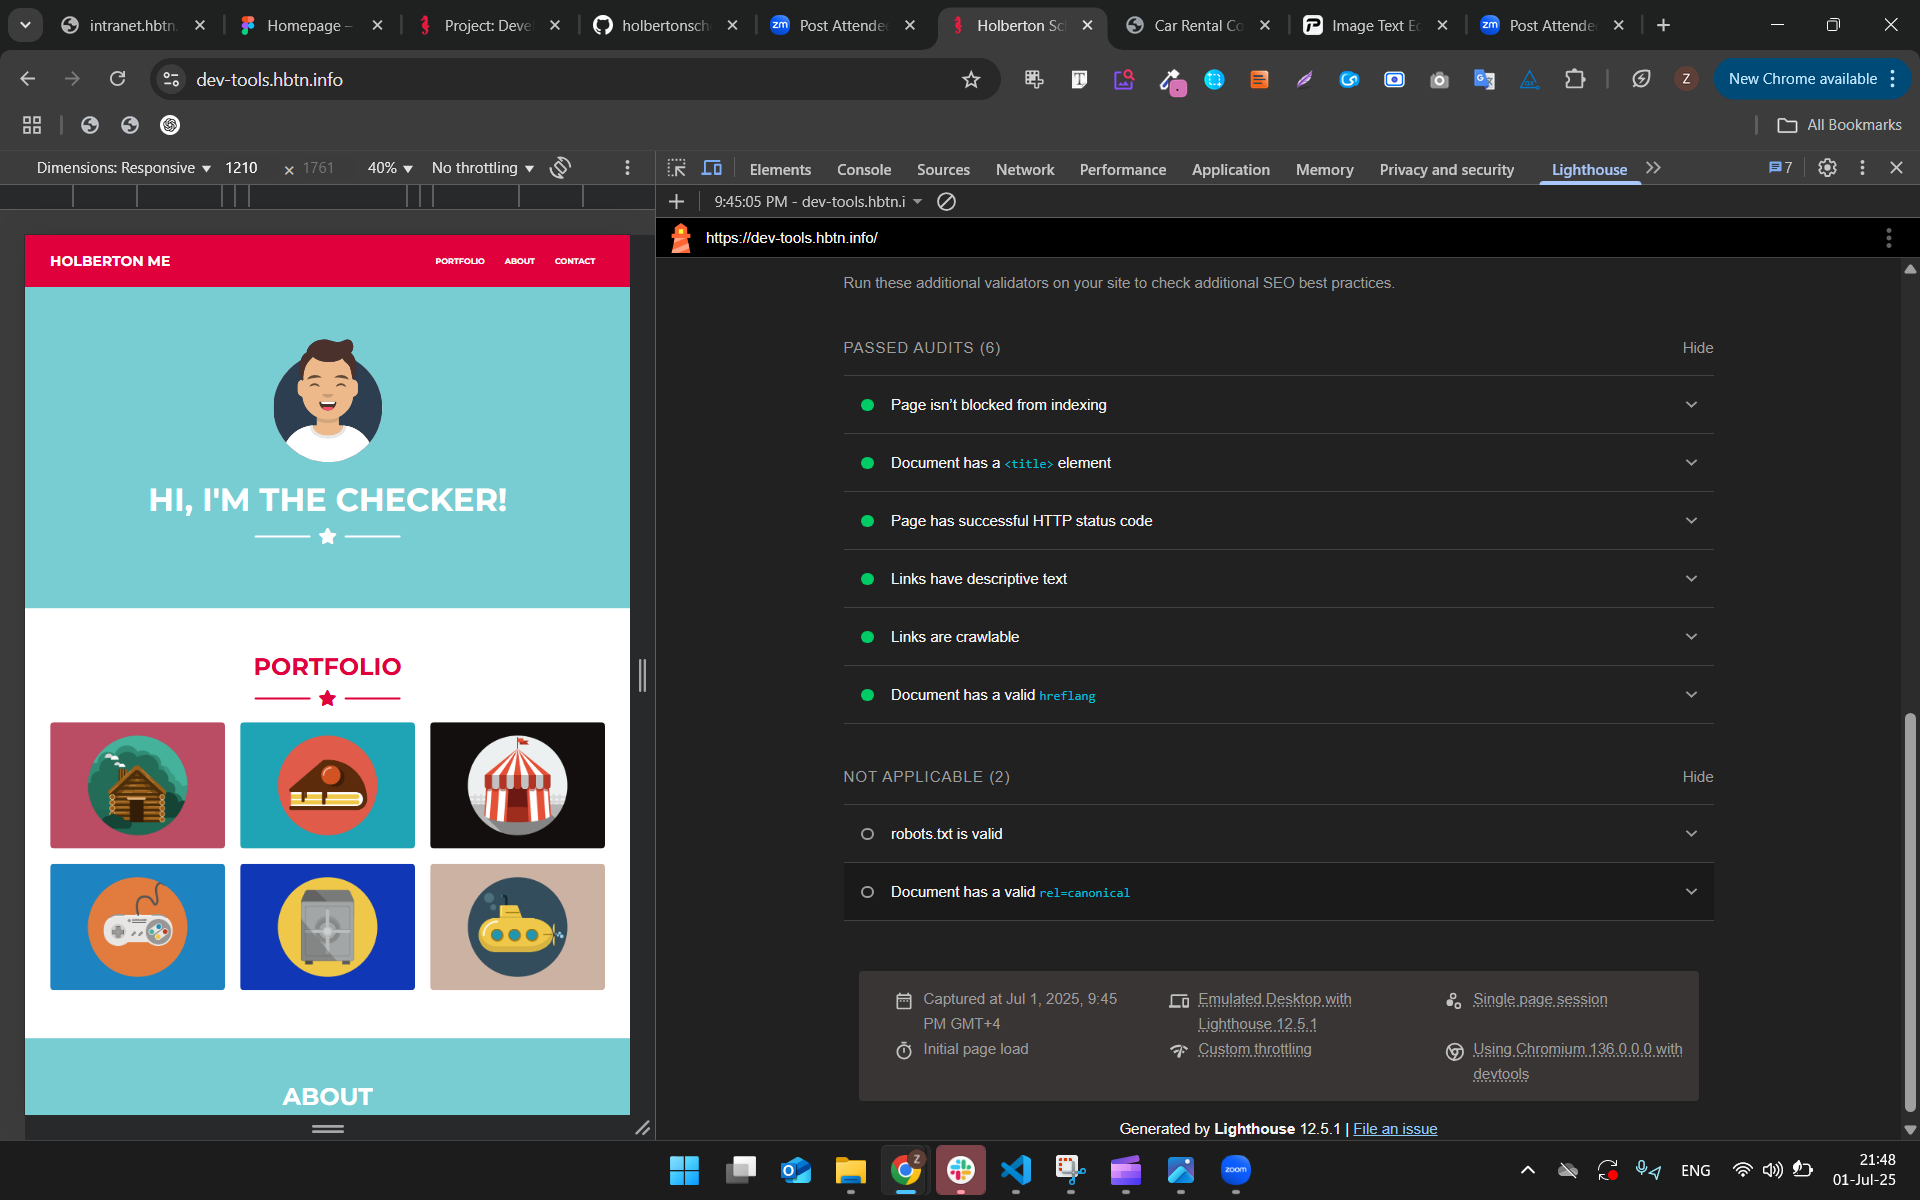 intranet.hbtn.
Homepage –
Project: Deve
holbertonsch
zm Post Attende
Holberton Sc
Car Rental Co
Image Text Ec
zm Post Attende
dev-tools.hbtn.info
Z
New Chrome available
All Bookmarks
Dimensions: Responsive 1210 × 1761 40% No throttling
Elements Console Sources Network Performance Application Memory Privacy and security Lighthouse 7
9:45:05 PM - dev-tools.hbtn.i
https://dev-tools.hbtn.info/
HOLBERTON ME
PORTFOLIO ABOUT CONTACT
HI, I'M THE CHECKER!
PORTFOLIO
ABOUT
Run these additional validators on your site to check additional SEO best practices.
PASSED AUDITS (6) Hide
Page isn’t blocked from indexing
Document has a <title> element
Page has successful HTTP status code
Links have descriptive text
Links are crawlable
Document has a valid hreflang
NOT APPLICABLE (2) Hide
robots.txt is valid
Document has a valid rel=canonical
Captured at Jul 1, 2025, 9:45
PM GMT+4
Emulated Desktop with
Lighthouse 12.5.1
Single page session
Initial page load
Custom throttling
Using Chromium 136.0.0.0 with
devtools
Generated by Lighthouse 12.5.1 | File an issue
Z
zoom
ENG
21:48
01-Jul-25